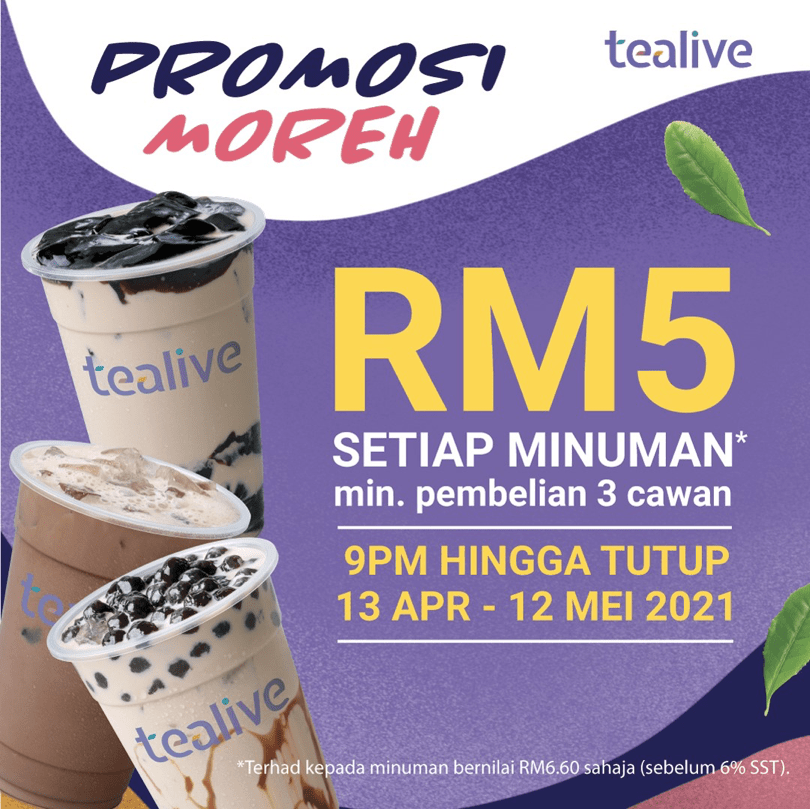 PROMOSI
MOREH
tealive
RM5
SETIAP MINUMAN*
min. pembelian 3 cawan
9PM HINGGA TUTUP
13 APR - 12 MEI 2021
tealive
te
tealive
*Terhad kepada minuman bernilai RM6.60 sahaja (sebelum 6% SST).